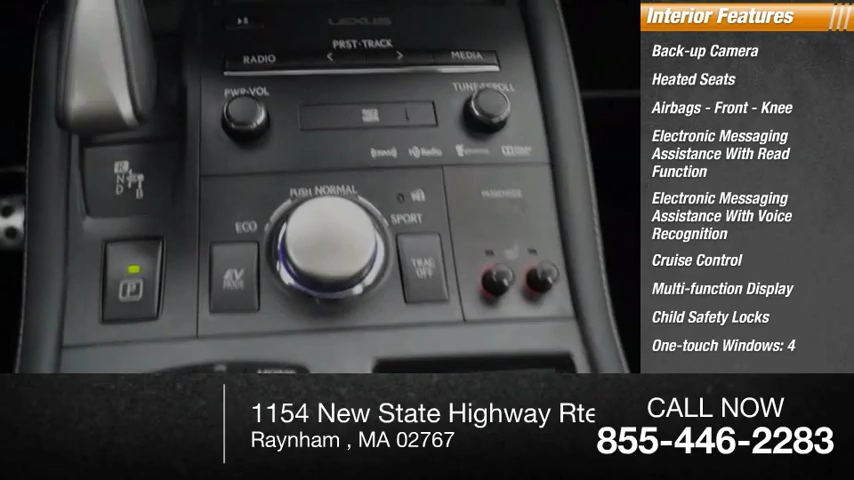 LEXUS
PRST-TRACK
RADIO
MEDIA
PWR-VOL
TUNE/SCROLL
PUSH NORMAL
ECO
SPORT
EV
MODE
TRAC
OFF
R
N
D
B
P
Interior Features
Back-up Camera
Heated Seats
Airbags - Front - Knee
Electronic Messaging
Assistance With Read
Function
Electronic Messaging
Assistance With Voice
Recognition
Cruise Control
Multi-function Display
Child Safety Locks
One-touch Windows: 4
1154 New State Highway Rte
Raynham , MA 02767
CALL NOW
855-446-2283